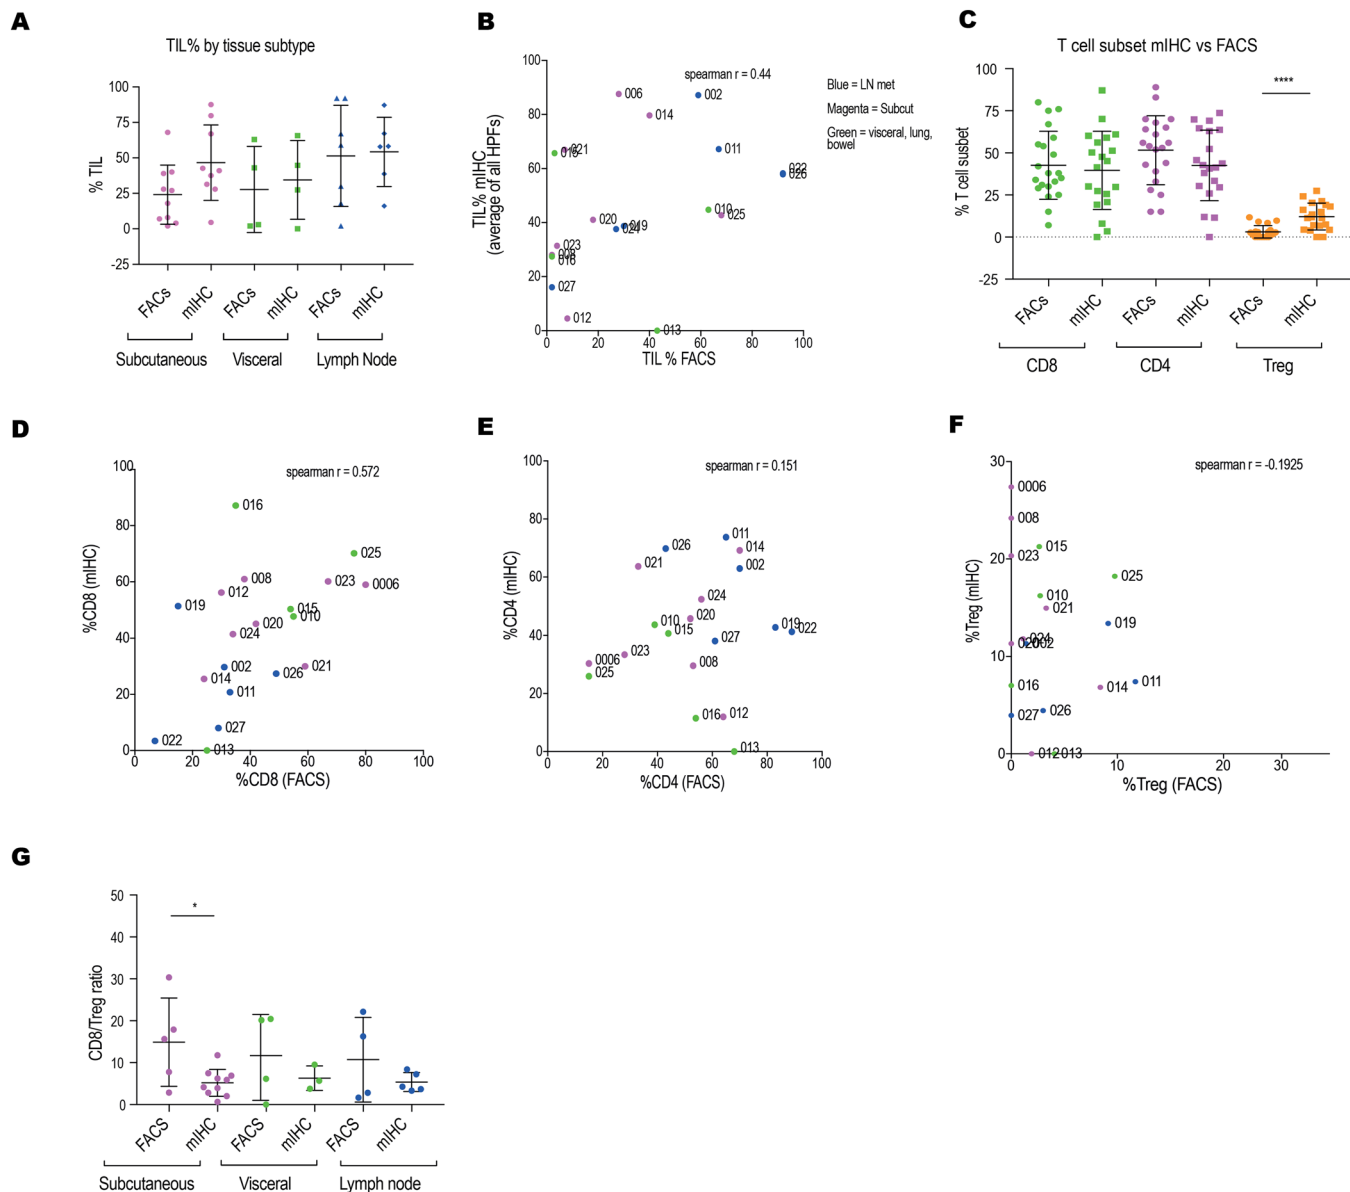 A
TIL% by tissue subtype
% TIL
100
75
50
25
0
-25
FACs
mIHC
FACs
mIHC
FACs
mIHC
Subcutaneous
Visceral
Lymph Node
B
spearman r = 0.44
TIL% mIHC
(average of all HPFs)
100
80
60
40
20
0
006
002
014
021
011
022
026
010
025
020
019
024
023
008
016
027
012
013
0
20
40
60
80
100
TIL % FACS
Blue = LN met
Magenta = Subcut
Green = visceral, lung,
bowel
C
T cell subset mIHC vs FACS
% T cell susbet
100
75
50
25
0
-25
****
FACs
mIHC
FACs
mIHC
FACs
mIHC
CD8
CD4
Treg
D
spearman r = 0.572
%CD8 (mIHC)
100
80
60
40
20
0
016
025
008
023
0006
012
019
015
010
020
024
002
021
026
014
011
027
022
013
0
20
40
60
80
100
%CD8 (FACS)
E
spearman r = 0.151
%CD4 (mIHC)
100
80
60
40
20
0
011
026
014
021
002
024
020
010
015
019
022
027
023
0006
008
025
016
012
013
0
20
40
60
80
100
%CD4 (FACS)
F
spearman r = -0.1925
%Treg (mIHC)
30
20
10
0
0006
008
015
023
025
010
021
019
024
020
002
016
014
011
027
026
012
013
0
10
20
30
%Treg (FACS)
G
CD8/Treg ratio
50
40
30
20
10
0
*
FACS
mIHC
FACS
mIHC
FACS
mIHC
Subcutaneous
Visceral
Lymph node